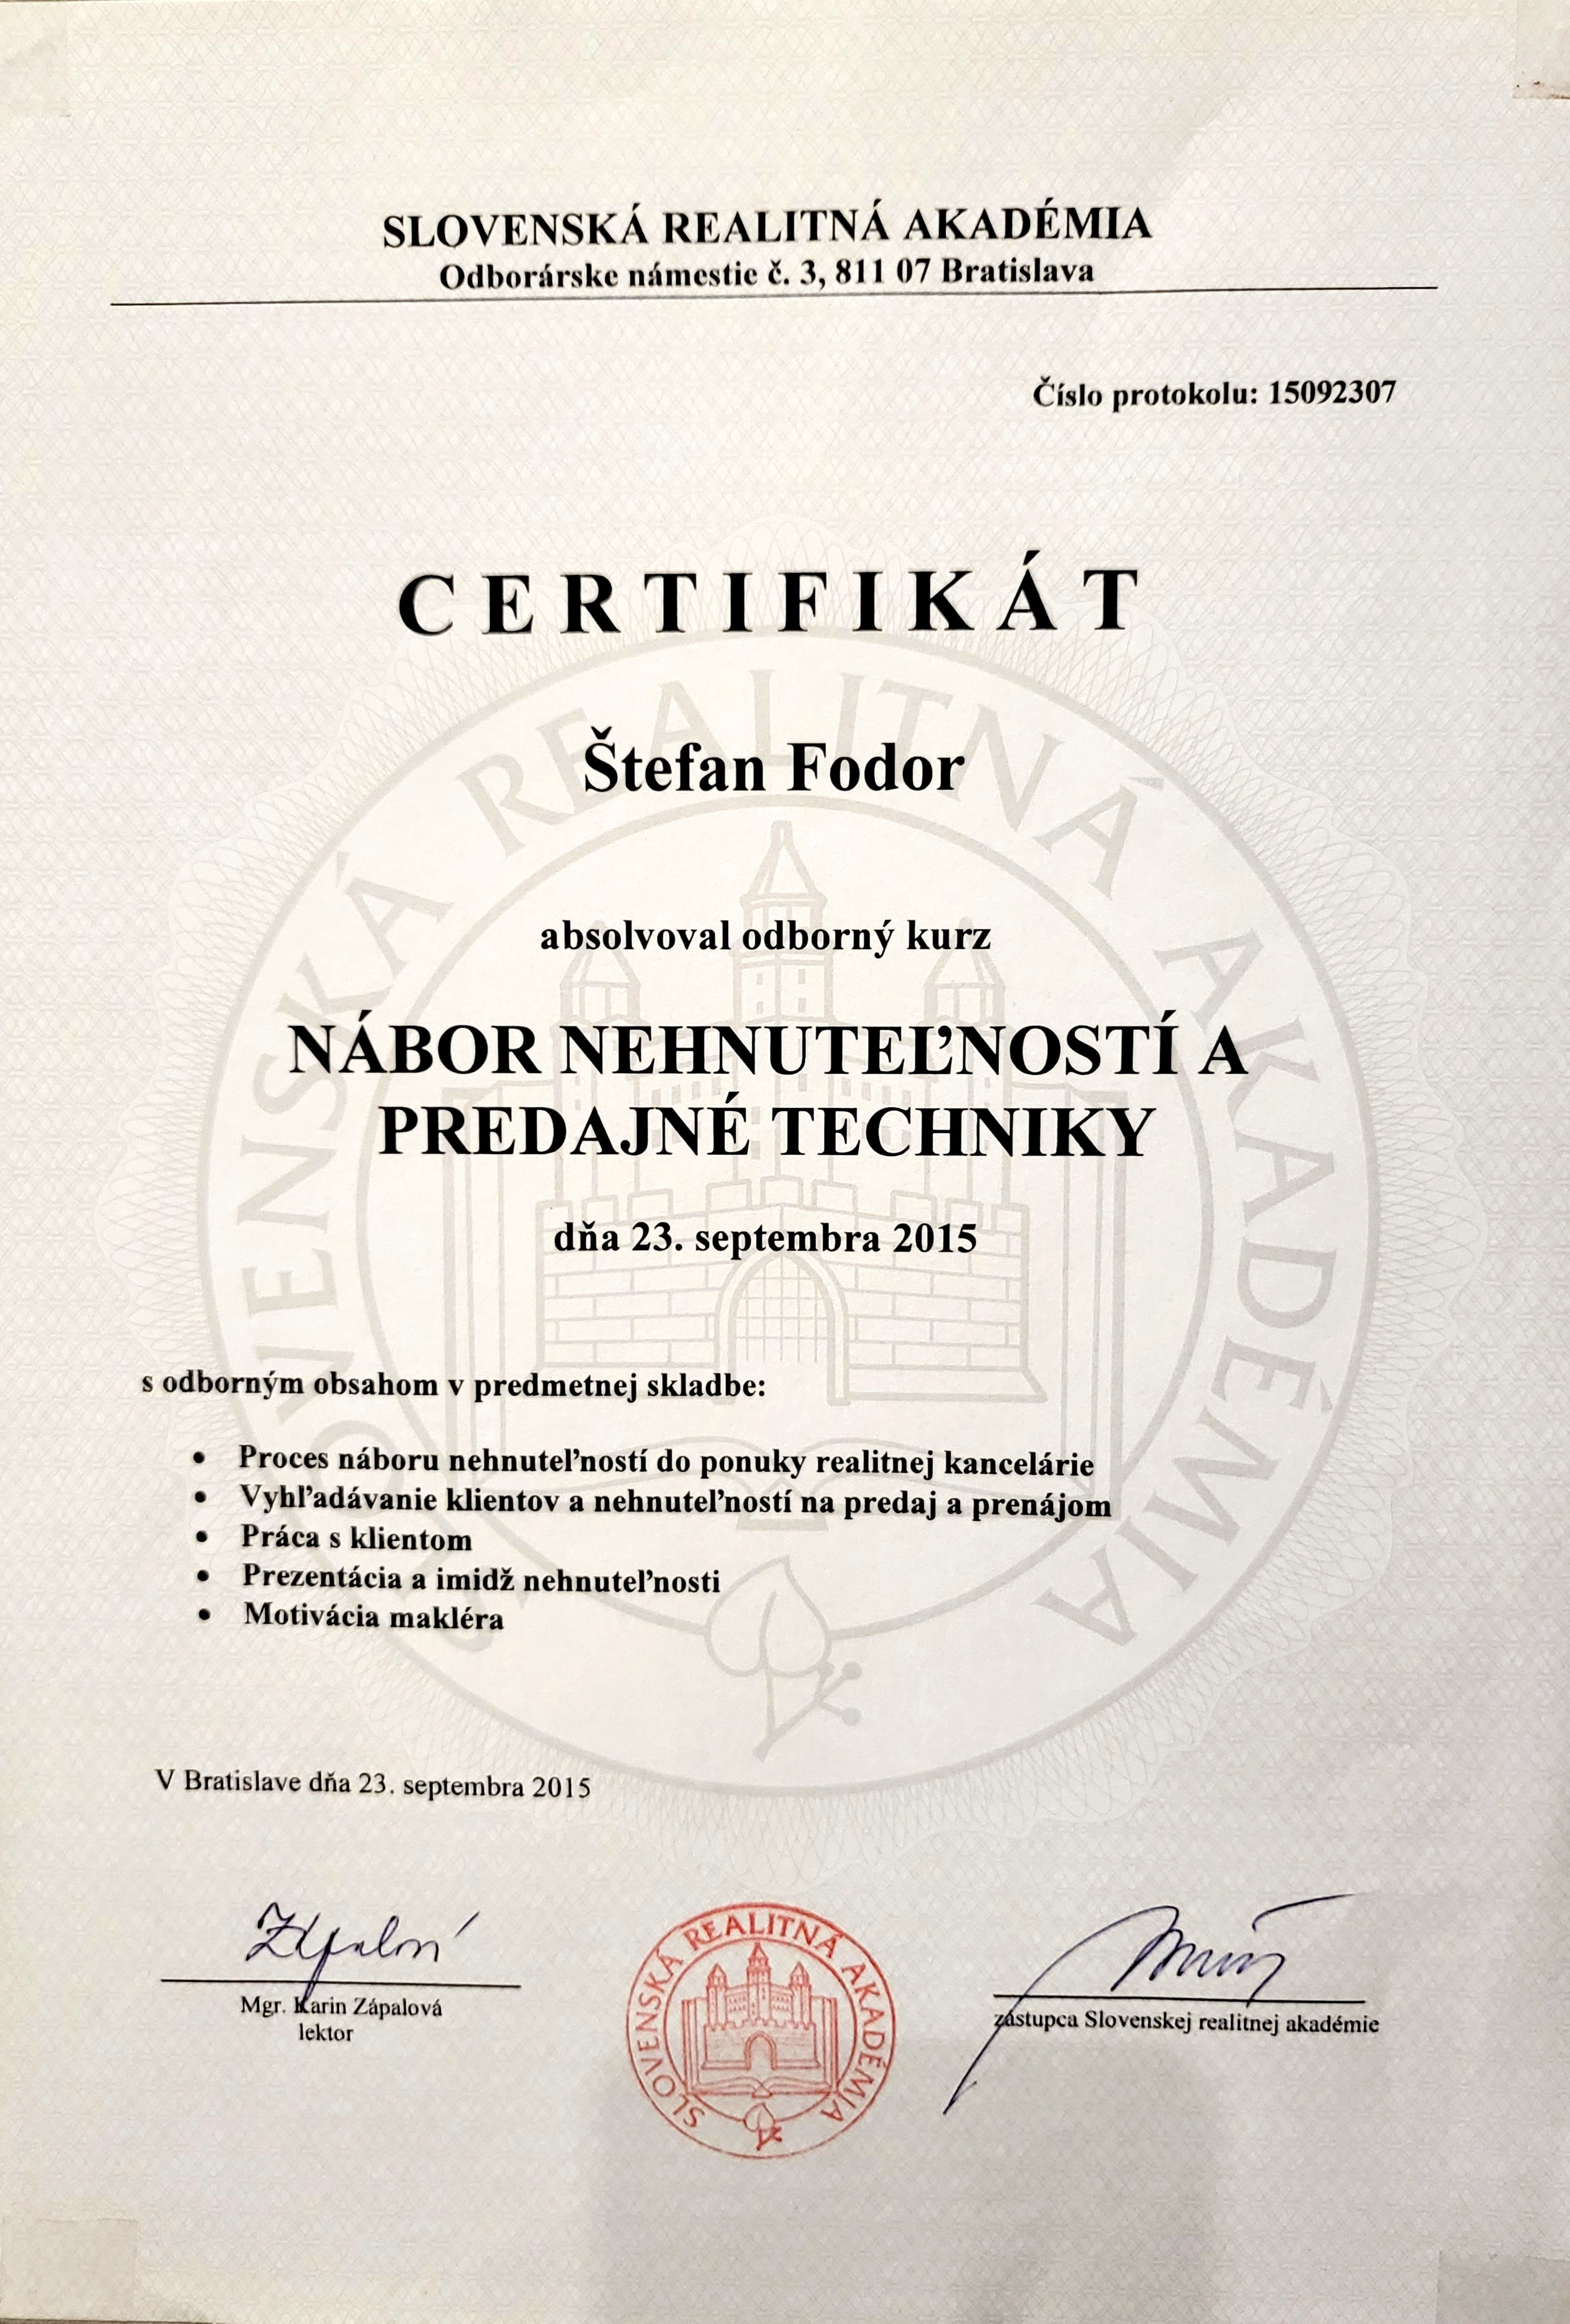 SLOVENSKÁ REALITNÁ AKADÉMIA
Odborárske námestie č. 3, 811 07 Bratislava
Číslo protokolu: 15092307
CERTIFIKÁT
Štefan Fodor
absolvoval odborný kurz
NÁBOR NEHNUTEĽNOSTÍ A
PREDAJNÉ TECHNIKY
dňa 23. septembra 2015
s odborným obsahom v predmetnej skladbe:
• Proces náboru nehnuteľností do ponuky realitnej kancelárie
• Vyhľadávanie klientov a nehnuteľností na predaj a prenájom
• Práca s klientom
• Prezentácia a imidž nehnuteľnosti
• Motivácia makléra
V Bratislave dňa 23. septembra 2015
Mgr. Karin Zápalová
lektor
SLOVENSKÁ REALITNÁ AKADÉMIA
zástupca Slovenskej realitnej akadémie
SLOVENSKÁ REALITNÁ AKADÉMIA